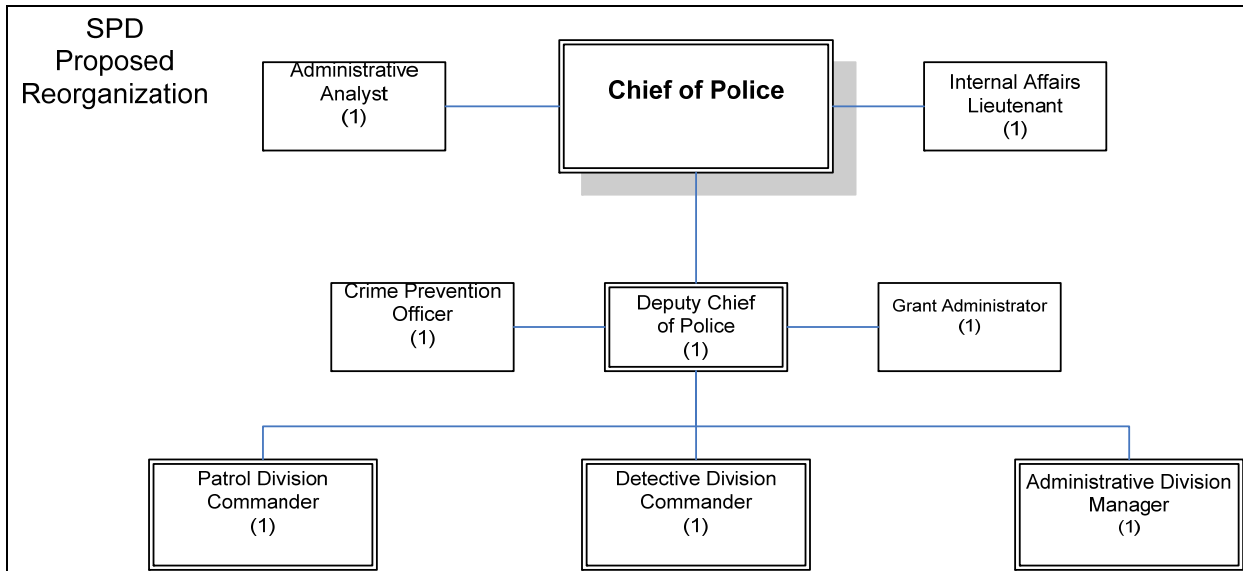 SPD
Proposed
Reorganization
Administrative
Analyst
(1)
Chief of Police
Internal Affairs
Lieutenant
(1)
Crime Prevention
Officer
(1)
Deputy Chief
of Police
(1)
Grant Administrator
(1)
Patrol Division
Commander
(1)
Detective Division
Commander
(1)
Administrative Division
Manager
(1)